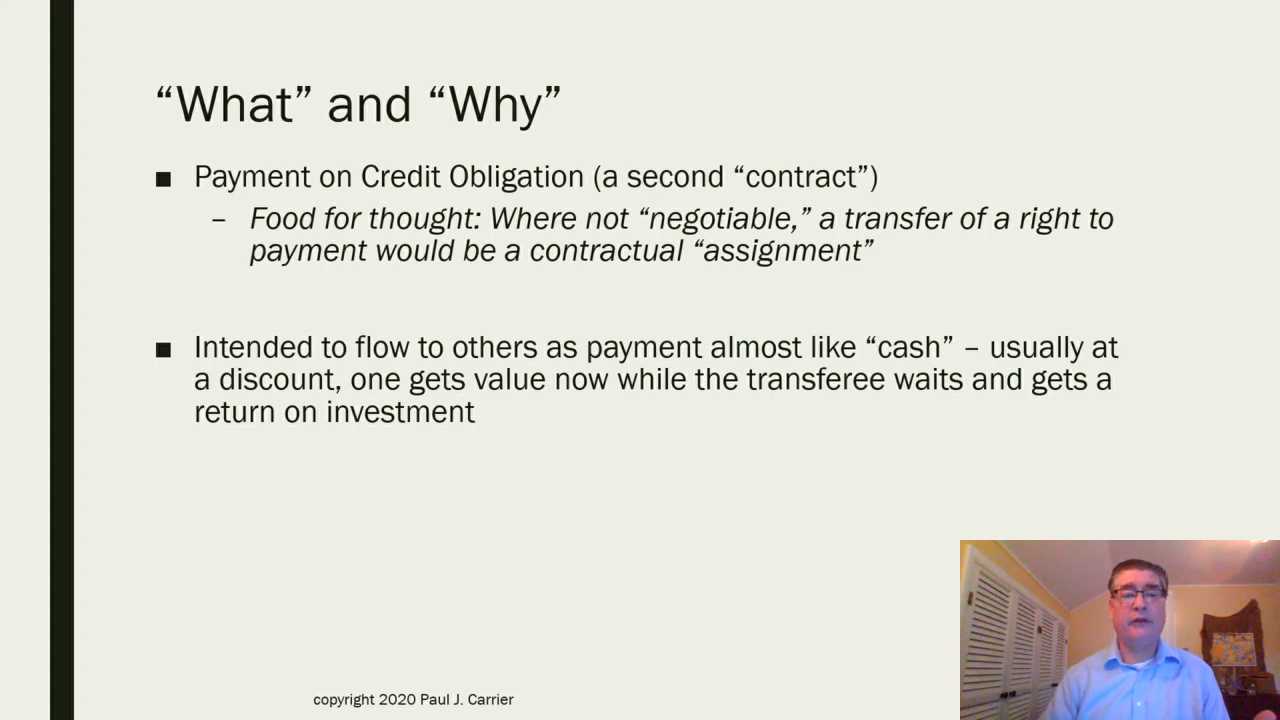 “What” and “Why”
■ Payment on Credit Obligation (a second “contract”)
– Food for thought: Where not “negotiable,” a transfer of a right to
payment would be a contractual “assignment”
■ Intended to flow to others as payment almost like “cash” – usually at
a discount, one gets value now while the transferee waits and gets a
return on investment
copyright 2020 Paul J. Carrier